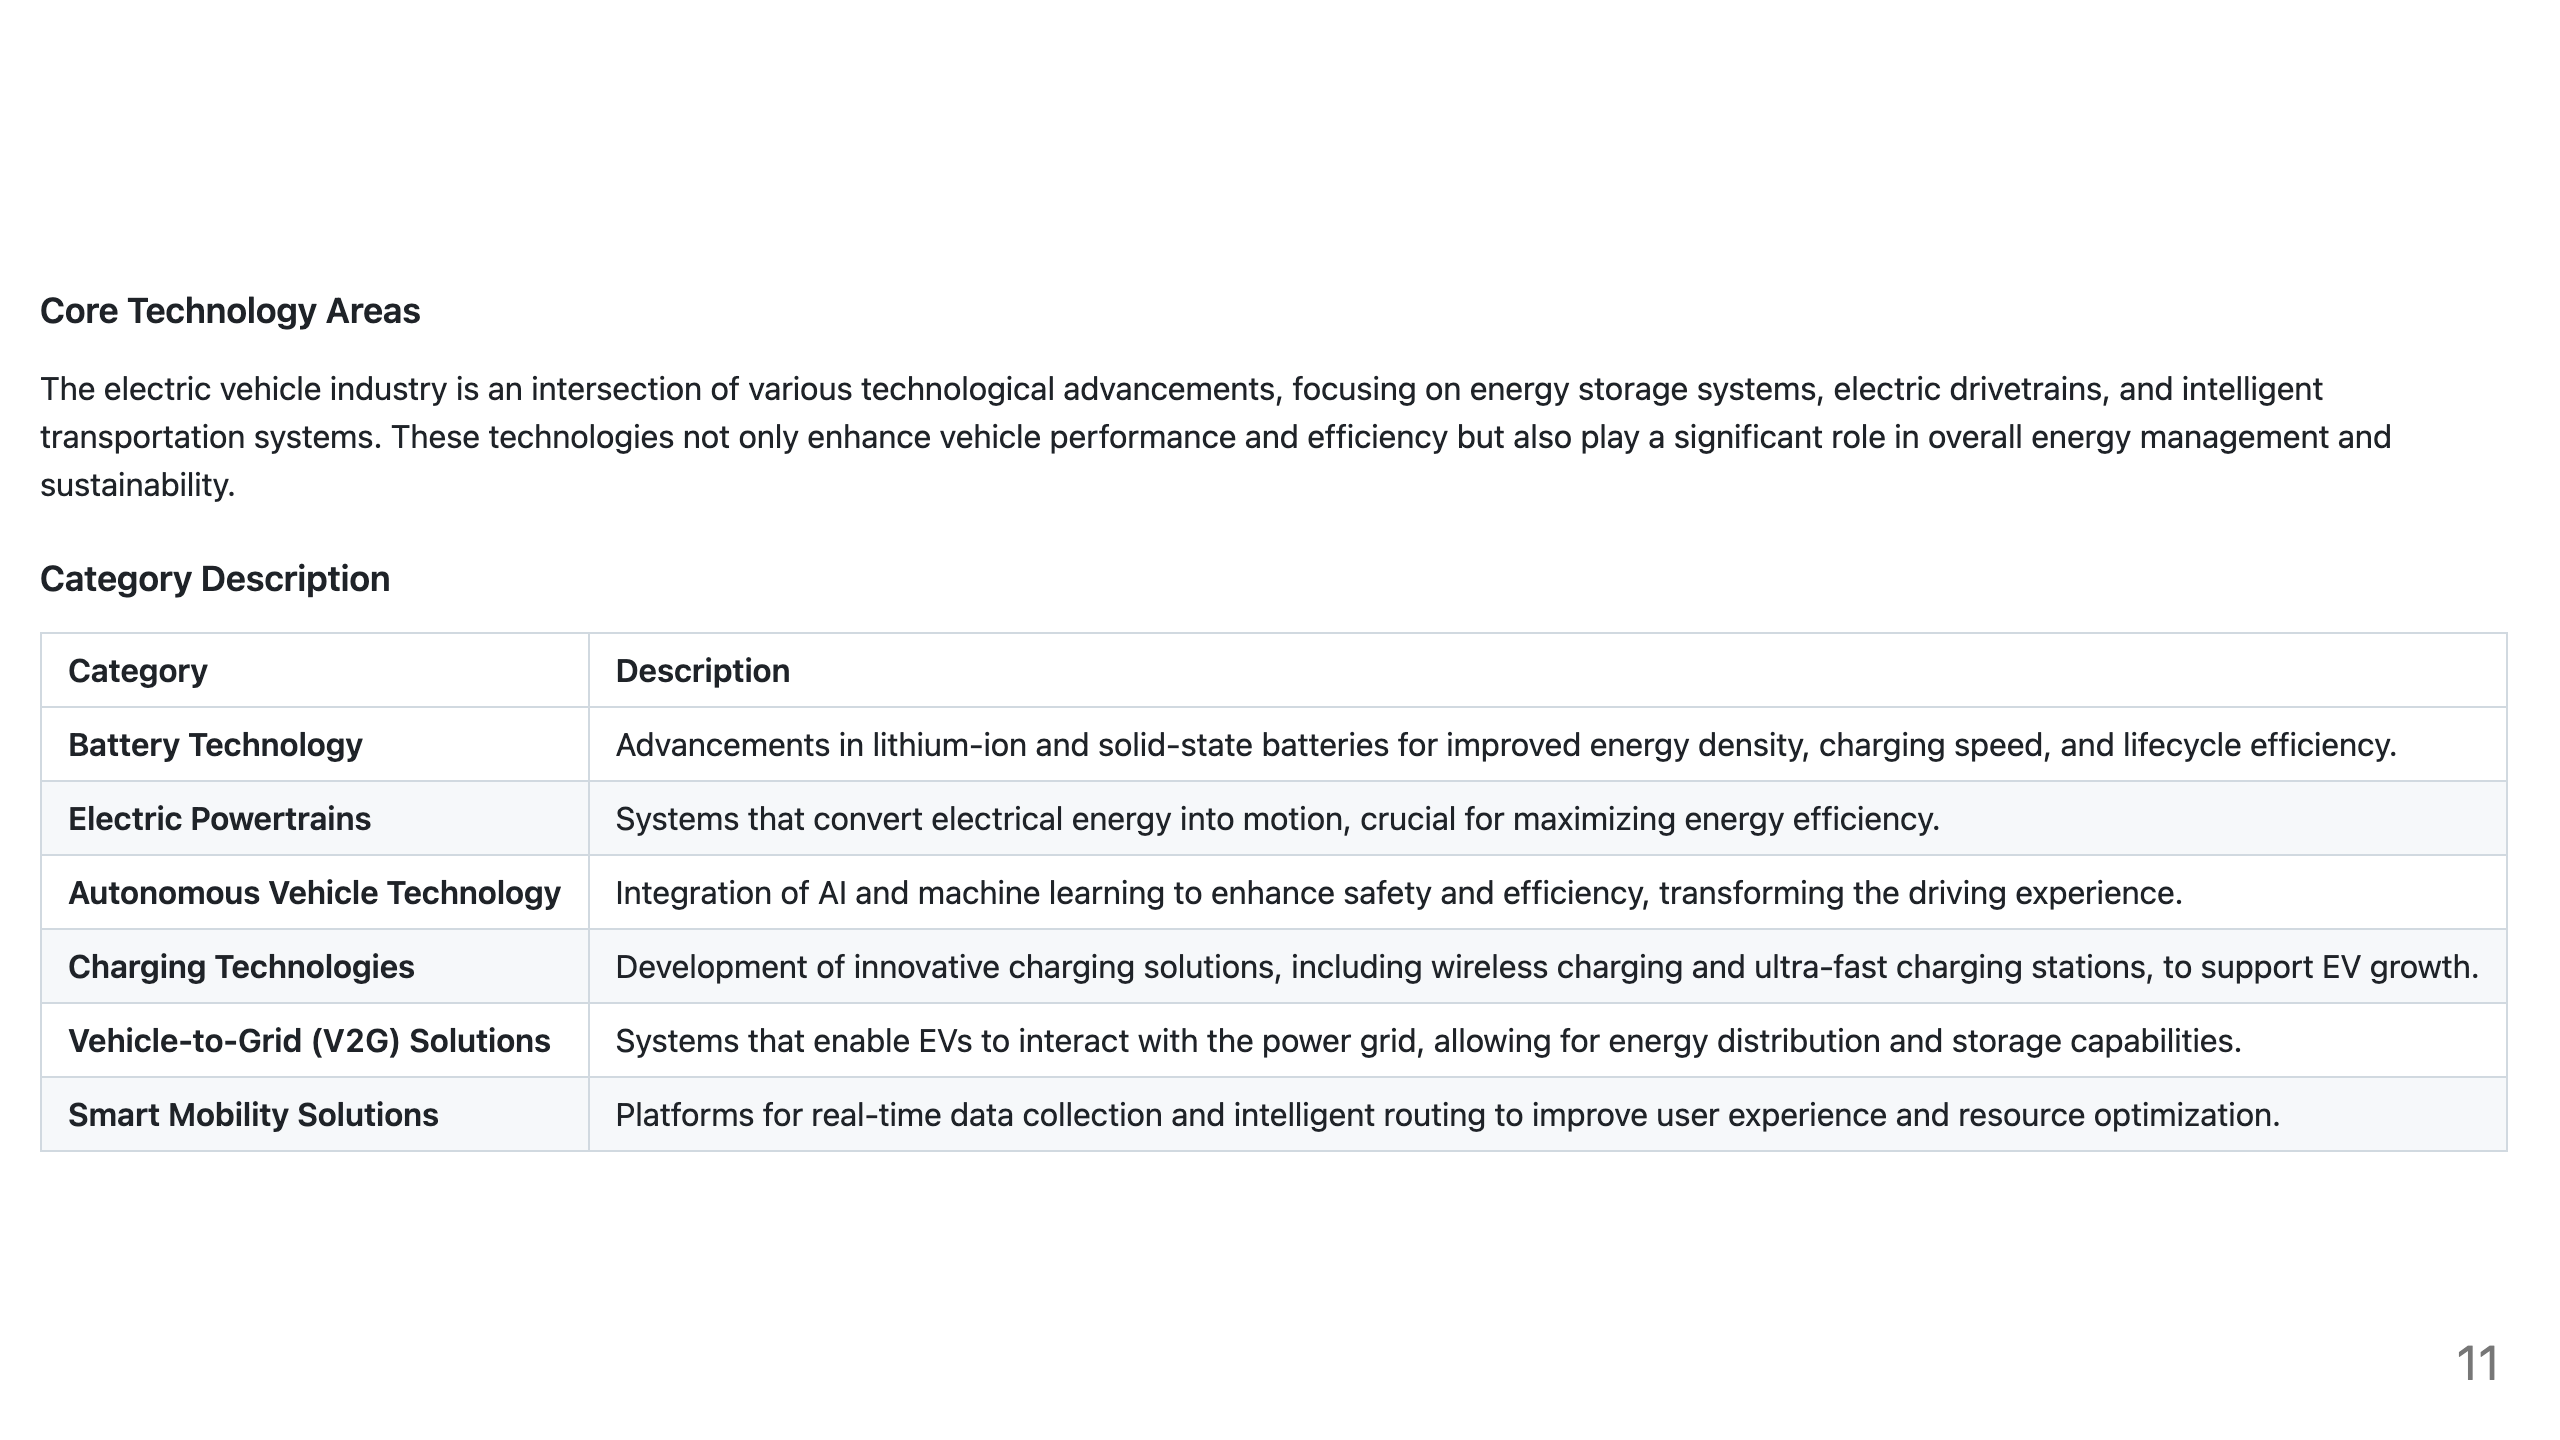 Core Technology Areas
The electric vehicle industry is an intersection of various technological advancements, focusing on energy storage systems, electric drivetrains, and intelligent
transportation systems. These technologies not only enhance vehicle performance and efficiency but also play a significant role in overall energy management and
sustainability.
Category Description
Category Description
Battery Technology Advancements in lithium-ion and solid-state batteries for improved energy density, charging speed, and lifecycle efficiency.
Electric Powertrains Systems that convert electrical energy into motion, crucial for maximizing energy efficiency.
Autonomous Vehicle Technology Integration of AI and machine learning to enhance safety and efficiency, transforming the driving experience.
Charging Technologies Development of innovative charging solutions, including wireless charging and ultra-fast charging stations, to support EV growth.
Vehicle-to-Grid (V2G) Solutions Systems that enable EVs to interact with the power grid, allowing for energy distribution and storage capabilities.
Smart Mobility Solutions Platforms for real-time data collection and intelligent routing to improve user experience and resource optimization.
11